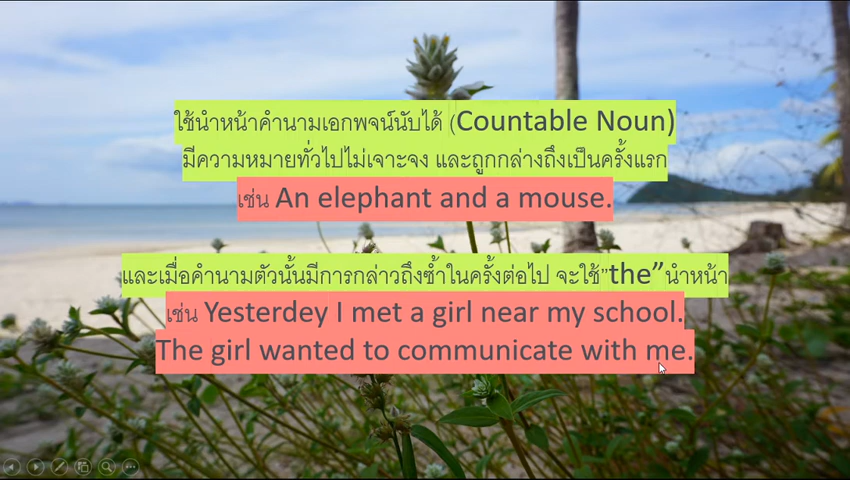 ใช้นำหน้าคำนามเอกพจน์นับได้ (Countable Noun)
มีความหมายทั่วไปไม่เจาะจง และถูกกล่างถึงเป็นครั้งแรก
เช่น An elephant and a mouse.
และเมื่อคำนามตัวนั้นมีการกล่าวถึงซ้ำในครั้งต่อไป จะใช้"the"นำหน้า
เช่น Yesterdey I met a girl near my school.
The girl wanted to communicate with me.